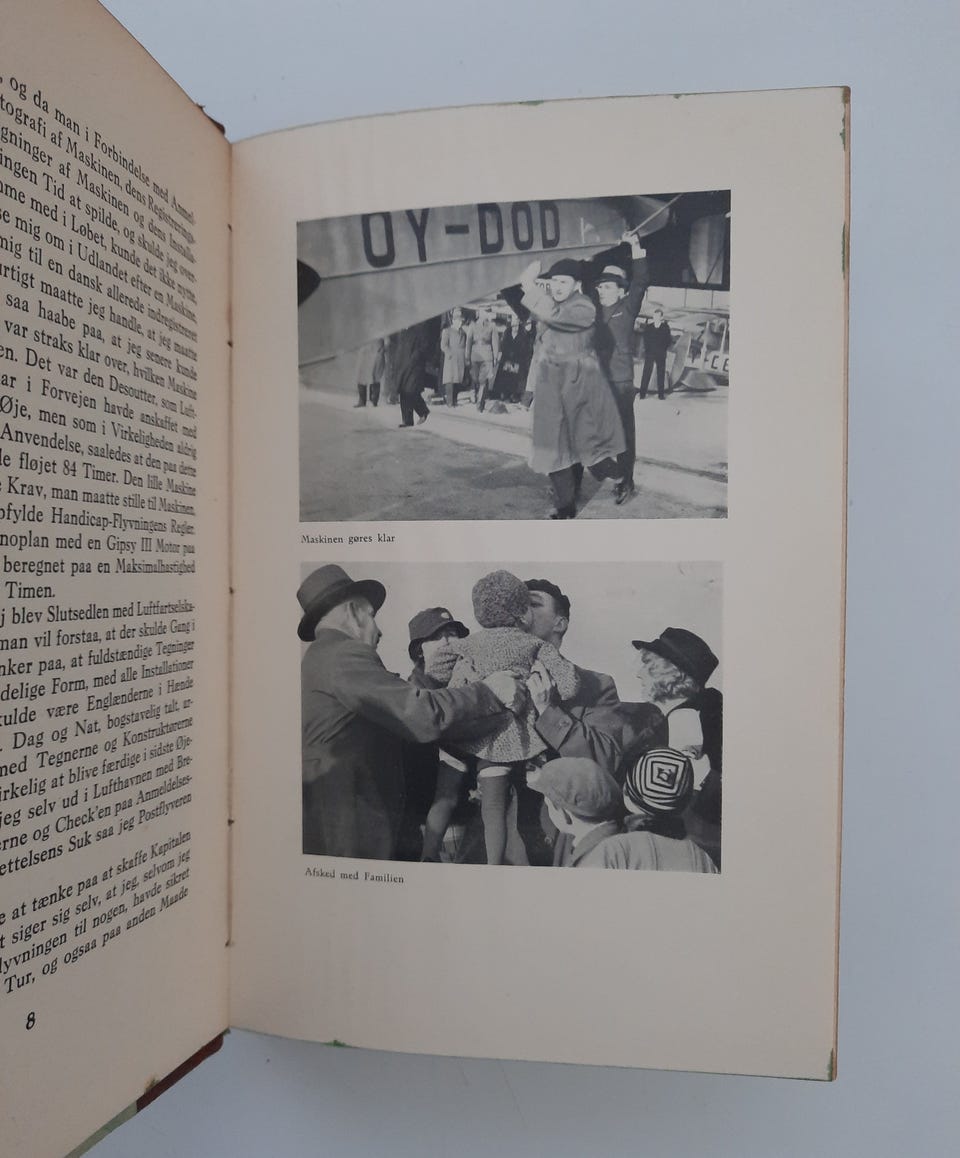 , og da man i Forbindelse med Anmel-
tografi af Maskinen, dens Registrerings-
gninger af Maskinen og dens Installa-
ingen Tid at spilde, og skulde jeg over-
mme med i Løbet, kunde det ikke nytte,
se mig om i Udlandet efter en Maskine,
mig til en dansk allerede indregistreret
urtigt maatte jeg handle, at jeg maatte
saa haabe paa, at jeg senere kunde
var straks klar over, hvilken Maskine
en. Det var den Desoutter, som Luft-
ar i Forvejen havde anskaffet med
Øje, men som i Virkeligheden aldrig
Anvendelse, saaledes at den paa dette
de fløjet 84 Timer. Den lille Maskine
e Krav, man maatte stille til Maskinen,
pfylde Handicap-Flyvningens Regler.
noplan med en Gipsy III Motor paa
beregnet paa en Maksimalhastighed
Timen.
j blev Slutsedlen med Luftfartselska-
man vil forstaa, at der skulde Gang i
nker paa, at fuldstændige Tegninger
delige Form, med alle Installationer
kulde være Englænderne i Hænde
. Dag og Nat, bogstavelig talt, ar-
med Tegnerne og Konstruktørerne
irkelig at blive færdige i sidste Øje-
jeg selv ud i Lufthavnen med Bre-
erne og Check'en paa Anmeldelses-
ettelsens Suk saa jeg Postflyveren
e at tænke paa at skaffe Kapitalen
t siger sig selv, at jeg, selvom jeg
lyvningen til nogen, havde sikret
Tur, og ogsaa paa anden Maade
8
OY-DOD
Maskinen gøres klar
Afsked med Familien